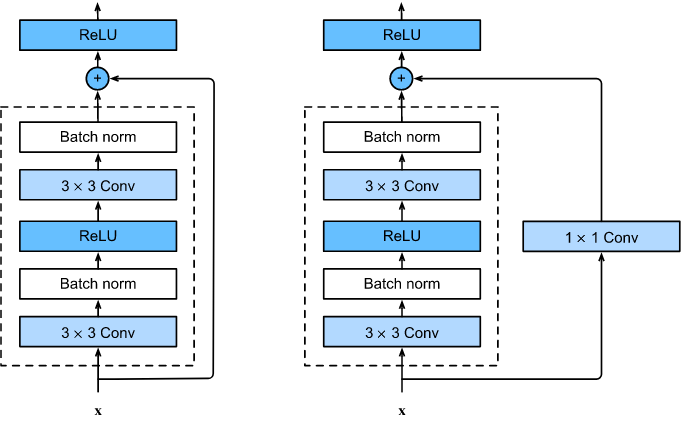 ReLU
+
Batch norm
3 × 3 Conv
ReLU
Batch norm
3 × 3 Conv
x
ReLU
+
Batch norm
3 × 3 Conv
ReLU
Batch norm
3 × 3 Conv
1 × 1 Conv
x